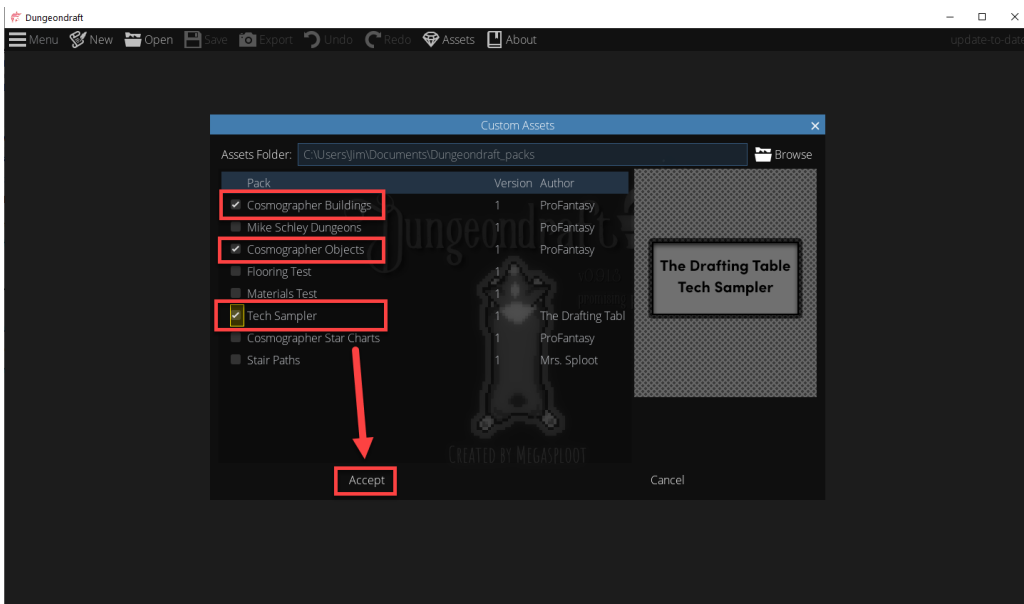 Dungeondraft
Menu New Open Save Export Undo Redo Assets About update-to-date
Custom Assets
Assets Folder: C:\Users\Jim\Documents\Dungeondraft_packs Browse
Pack Version Author
Cosmographer Buildings 1 ProFantasy
Mike Schley Dungeons 1 ProFantasy
Cosmographer Objects 1 ProFantasy
Flooring Test 1
Materials Test 1
Tech Sampler 1 The Drafting Tabl
Cosmographer Star Charts 1 ProFantasy
Stair Paths 1 Mrs. Sploot
The Drafting Table
Tech Sampler
Dungeondraft
Created by Megasploot
Accept Cancel